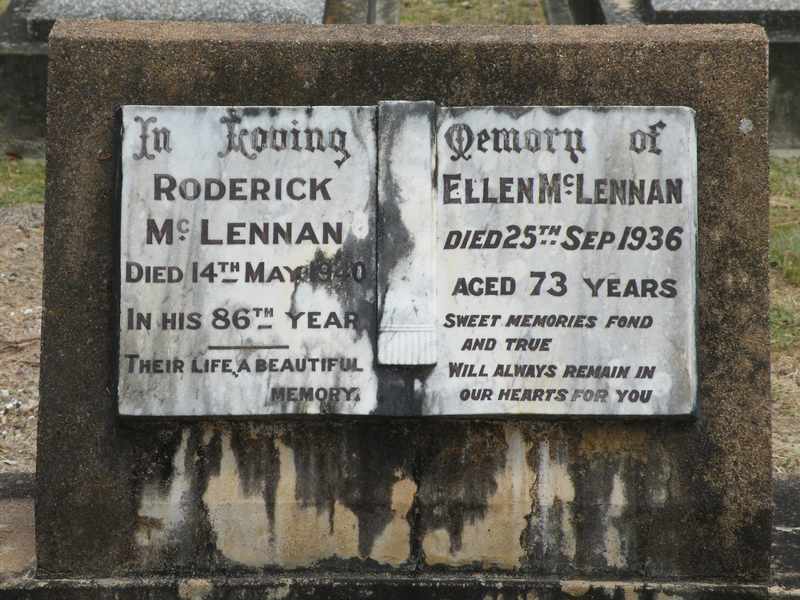 In Loving
RODERICK
Mc LENNAN
DIED 14TH MAY 1940
IN HIS 86TH YEAR
THEIR LIFE, A BEAUTIFUL
MEMORY.
Memory of
ELLEN McLENNAN
DIED 25TH SEP 1936
AGED 73 YEARS
SWEET MEMORIES FOND
AND TRUE
WILL ALWAYS REMAIN IN
OUR HEARTS FOR YOU